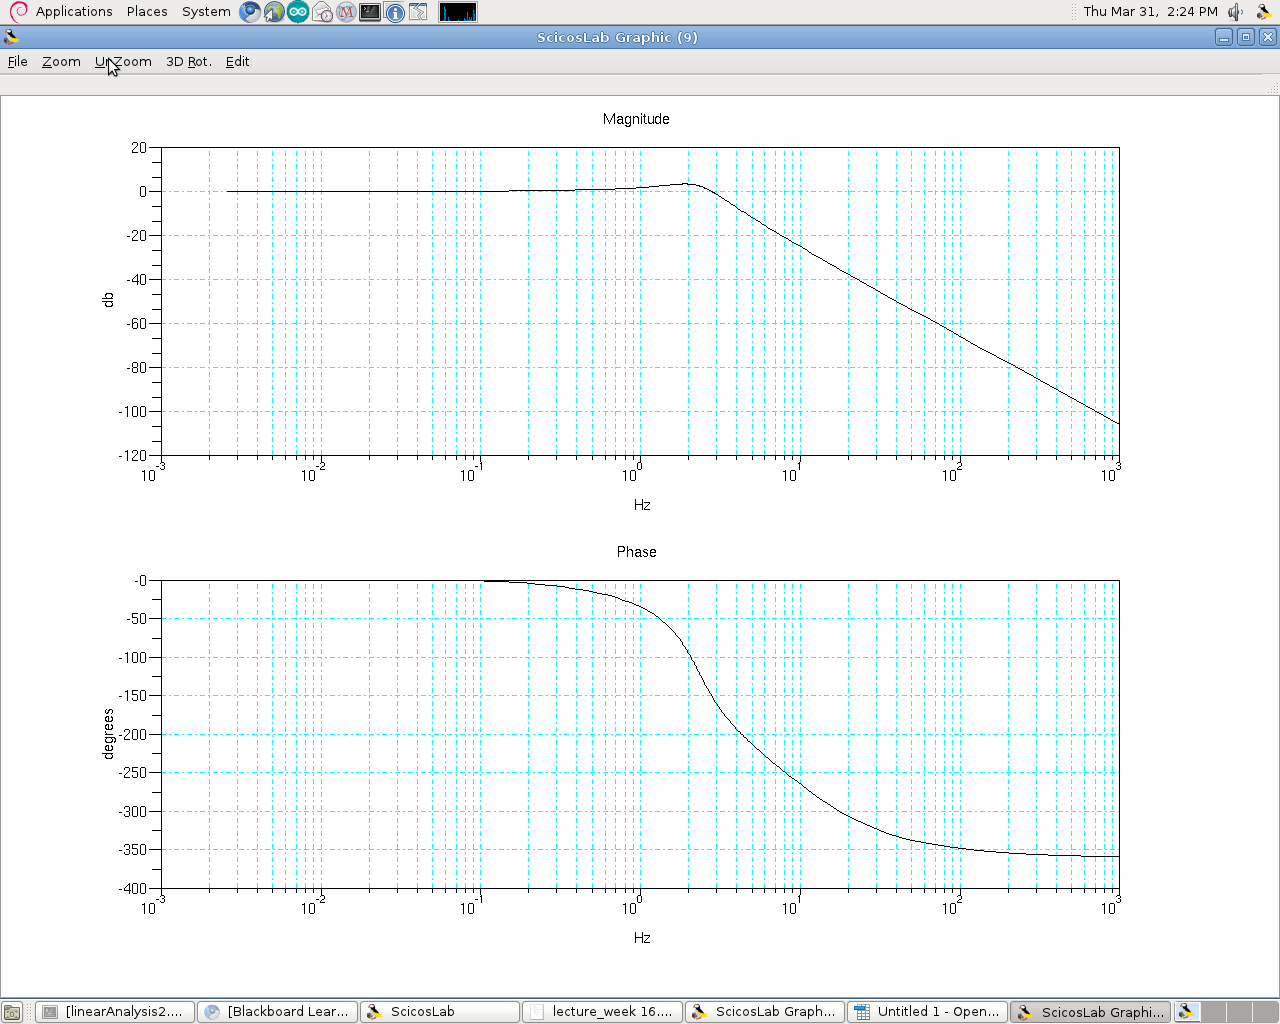 Applications Places System Thu Mar 31, 2:24 PM
ScicosLab Graphic (9)
File Zoom UnZoom 3D Rot. Edit
Magnitude
20
0
-20
-40
-60
-80
-100
-120
db
10^-3 10^-2 10^-1 10^0 10^1 10^2 10^3
Hz
Phase
-0
-50
-100
-150
-200
-250
-300
-350
-400
degrees
10^-3 10^-2 10^-1 10^0 10^1 10^2 10^3
Hz
[linearAnalysis2.... [Blackboard Lear... ScicosLab lecture_week 16.... ScicosLab Graph... Untitled 1 - Open... ScicosLab Graphi...